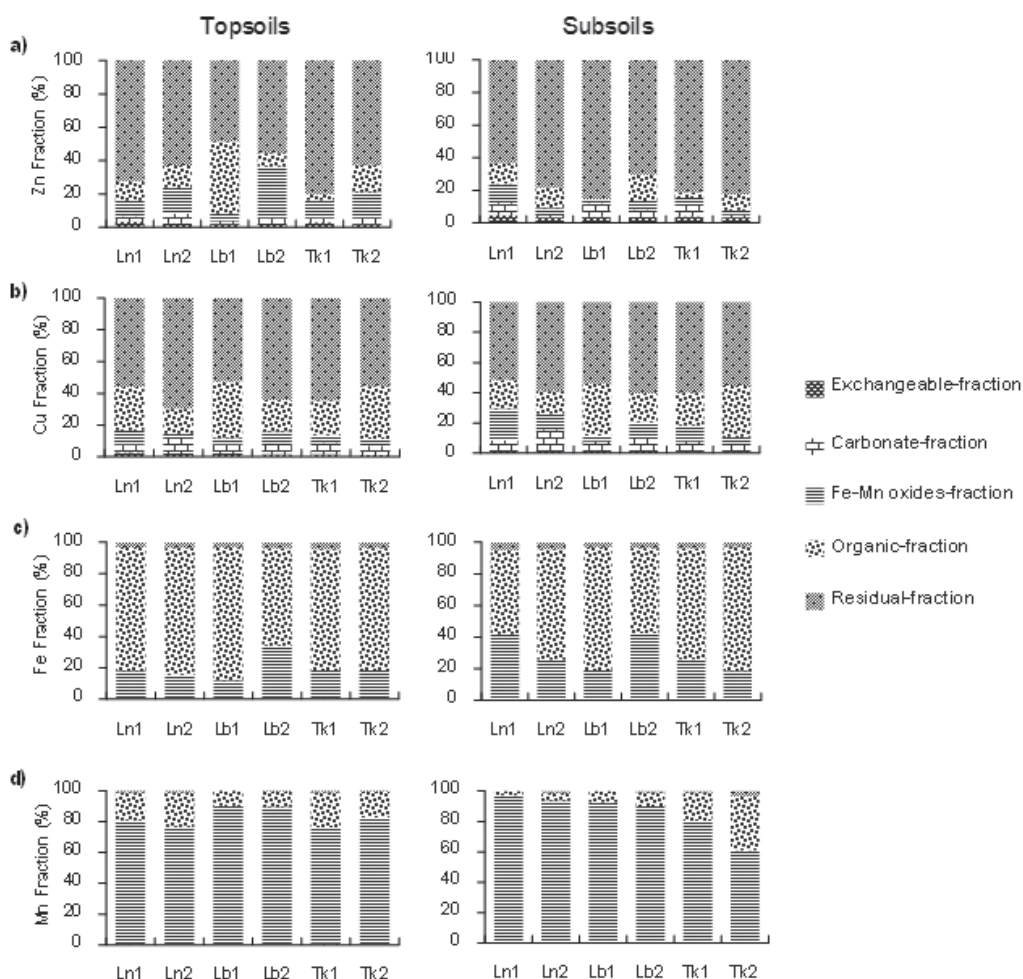 Topsoils Subsoils
a)
Zn Fraction (%)
100
80
60
40
20
0
Ln1 Ln2 Lb1 Lb2 Tk1 Tk2
100
80
60
40
20
0
Ln1 Ln2 Lb1 Lb2 Tk1 Tk2
b)
Cu Fraction (%)
100
80
60
40
20
0
Ln1 Ln2 Lb1 Lb2 Tk1 Tk2
100
80
60
40
20
0
Ln1 Ln2 Lb1 Lb2 Tk1 Tk2
Exchangeable-fraction
Carbonate-fraction
Fe-Mn oxides-fraction
Organic-fraction
Residual-fraction
c)
Fe Fraction (%)
100
80
60
40
20
0
Ln1 Ln2 Lb1 Lb2 Tk1 Tk2
100
80
60
40
20
0
Ln1 Ln2 Lb1 Lb2 Tk1 Tk2
d)
Mn Fraction (%)
100
80
60
40
20
0
Ln1 Ln2 Lb1 Lb2 Tk1 Tk2
100
80
60
40
20
0
Ln1 Ln2 Lb1 Lb2 Tk1 Tk2